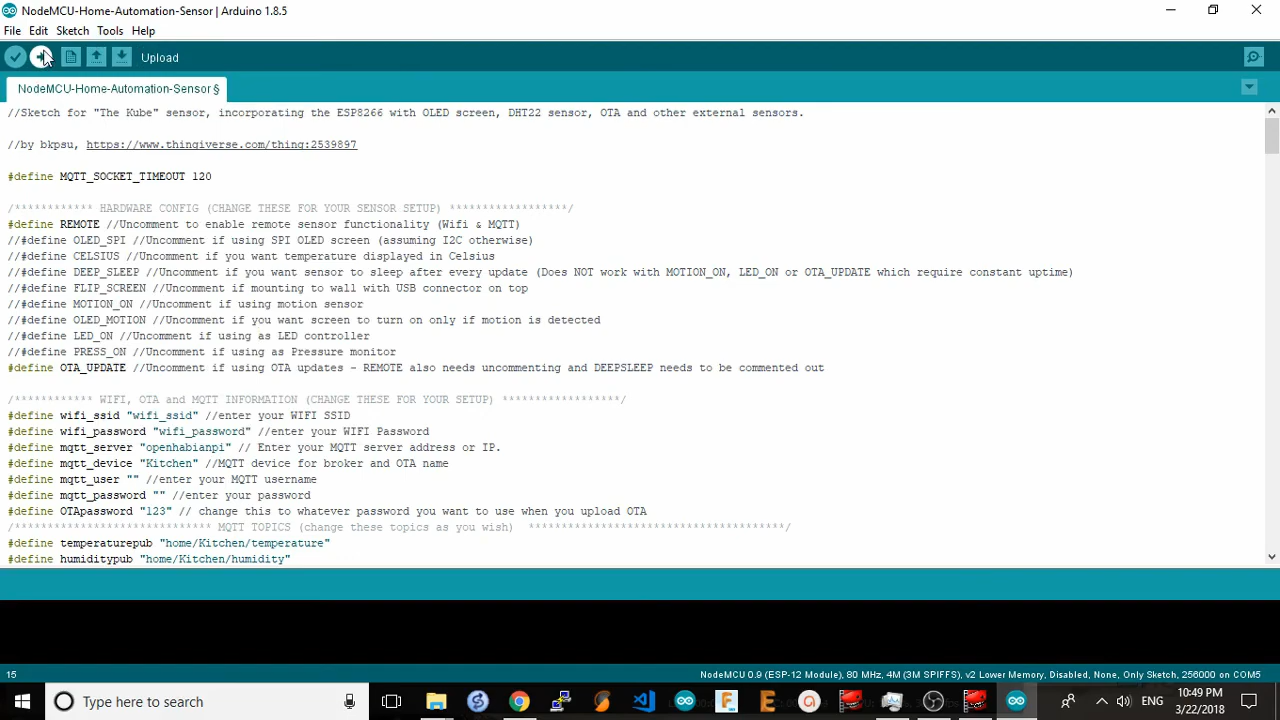 NodeMCU-Home-Automation-Sensor | Arduino 1.8.5
File Edit Sketch Tools Help
Upload
NodeMCU-Home-Automation-Sensor §
//Sketch for "The Kube" sensor, incorporating the ESP8266 with OLED screen, DHT22 sensor, OTA and other external sensors.
//by bkpsu, https://www.thingiverse.com/thing:2539897
#define MQTT_SOCKET_TIMEOUT 120
/************ HARDWARE CONFIG (CHANGE THESE FOR YOUR SENSOR SETUP) ******************/
#define REMOTE //Uncomment to enable remote sensor functionality (Wifi & MQTT)
//#define OLED_SPI //Uncomment if using SPI OLED screen (assuming I2C otherwise)
//#define CELSIUS //Uncomment if you want temperature displayed in Celsius
//#define DEEP_SLEEP //Uncomment if you want sensor to sleep after every update (Does NOT work with MOTION_ON, LED_ON or OTA_UPDATE which require constant uptime)
//#define FLIP_SCREEN //Uncomment if mounting to wall with USB connector on top
//#define MOTION_ON //Uncomment if using motion sensor
//#define OLED_MOTION //Uncomment if you want screen to turn on only if motion is detected
//#define LED_ON //Uncomment if using as LED controller
//#define PRESS_ON //Uncomment if using as Pressure monitor
#define OTA_UPDATE //Uncomment if using OTA updates - REMOTE also needs uncommenting and DEEPSLEEP needs to be commented out
/************ WIFI, OTA and MQTT INFORMATION (CHANGE THESE FOR YOUR SETUP) ******************/
#define wifi_ssid "wifi_ssid" //enter your WIFI SSID
#define wifi_password "wifi_password" //enter your WIFI Password
#define mqtt_server "openhabianpi" // Enter your MQTT server address or IP.
#define mqtt_device "Kitchen" //MQTT device for broker and OTA name
#define mqtt_user "" //enter your MQTT username
#define mqtt_password "" //enter your password
#define OTApassword "123" // change this to whatever password you want to use when you upload OTA
/**************************** MQTT TOPICS (change these topics as you wish)  ***************************************/
#define temperaturepub "home/Kitchen/temperature"
#define humiditypub "home/Kitchen/humidity"
15
NodeMCU 0.9 (ESP-12 Module), 80 MHz, 4M (3M SPIFFS), v2 Lower Memory, Disabled, None, Only Sketch, 256000 on COM5
Type here to search
ENG
10:49 PM
3/22/2018